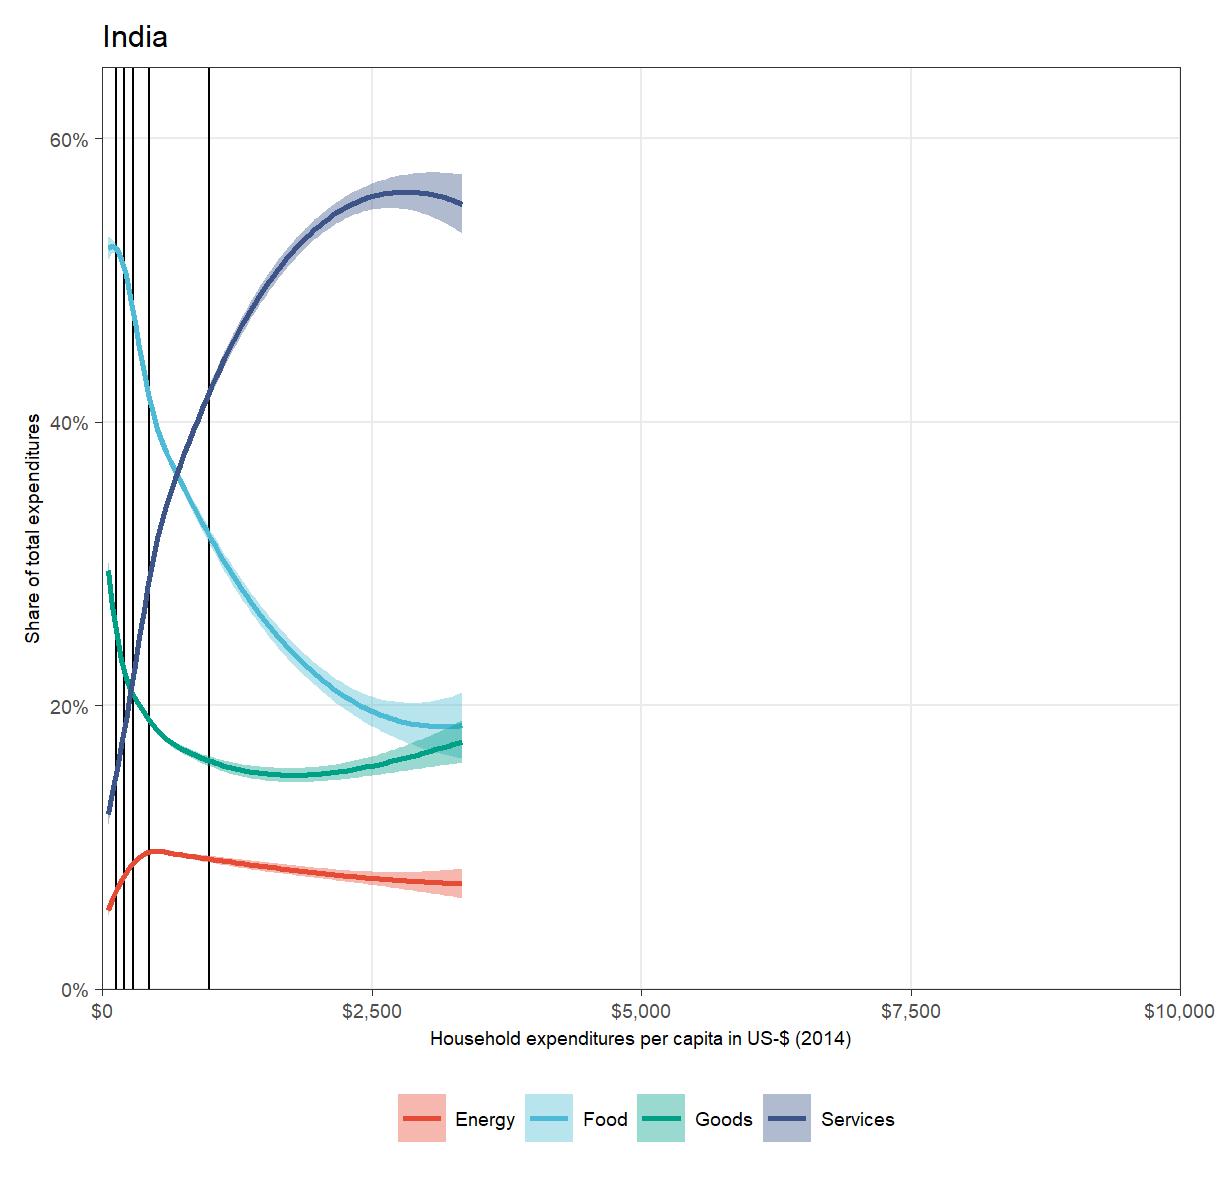 India
60%
40%
20%
0%
Share of total expenditures
$0 $2,500 $5,000 $7,500 $10,000
Household expenditures per capita in US-$ (2014)
Energy Food Goods Services